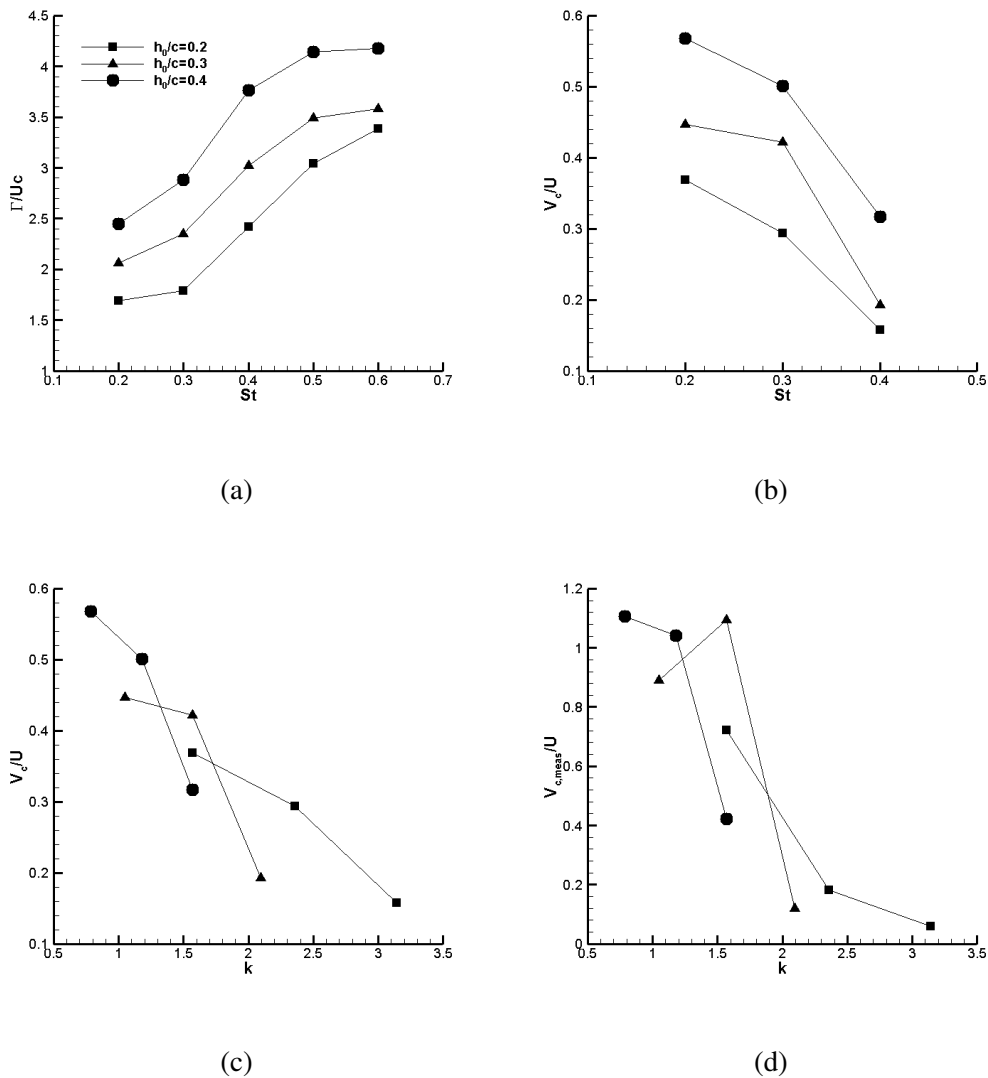 4.5
4
3.5
3
2.5
2
1.5
1
0.1 0.2 0.3 0.4 0.5 0.6 0.7
Γ/Uc
St
h₀/c=0.2
h₀/c=0.3
h₀/c=0.4
(a)
0.6
0.5
0.4
0.3
0.2
0.1
0.1 0.2 0.3 0.4 0.5
V_c/U
St
(b)
0.6
0.5
0.4
0.3
0.2
0.1
0.5 1 1.5 2 2.5 3 3.5
V_c/U
k
(c)
1.2
1
0.8
0.6
0.4
0.2
0
0.5 1 1.5 2 2.5 3 3.5
V_c,meas/U
k
(d)